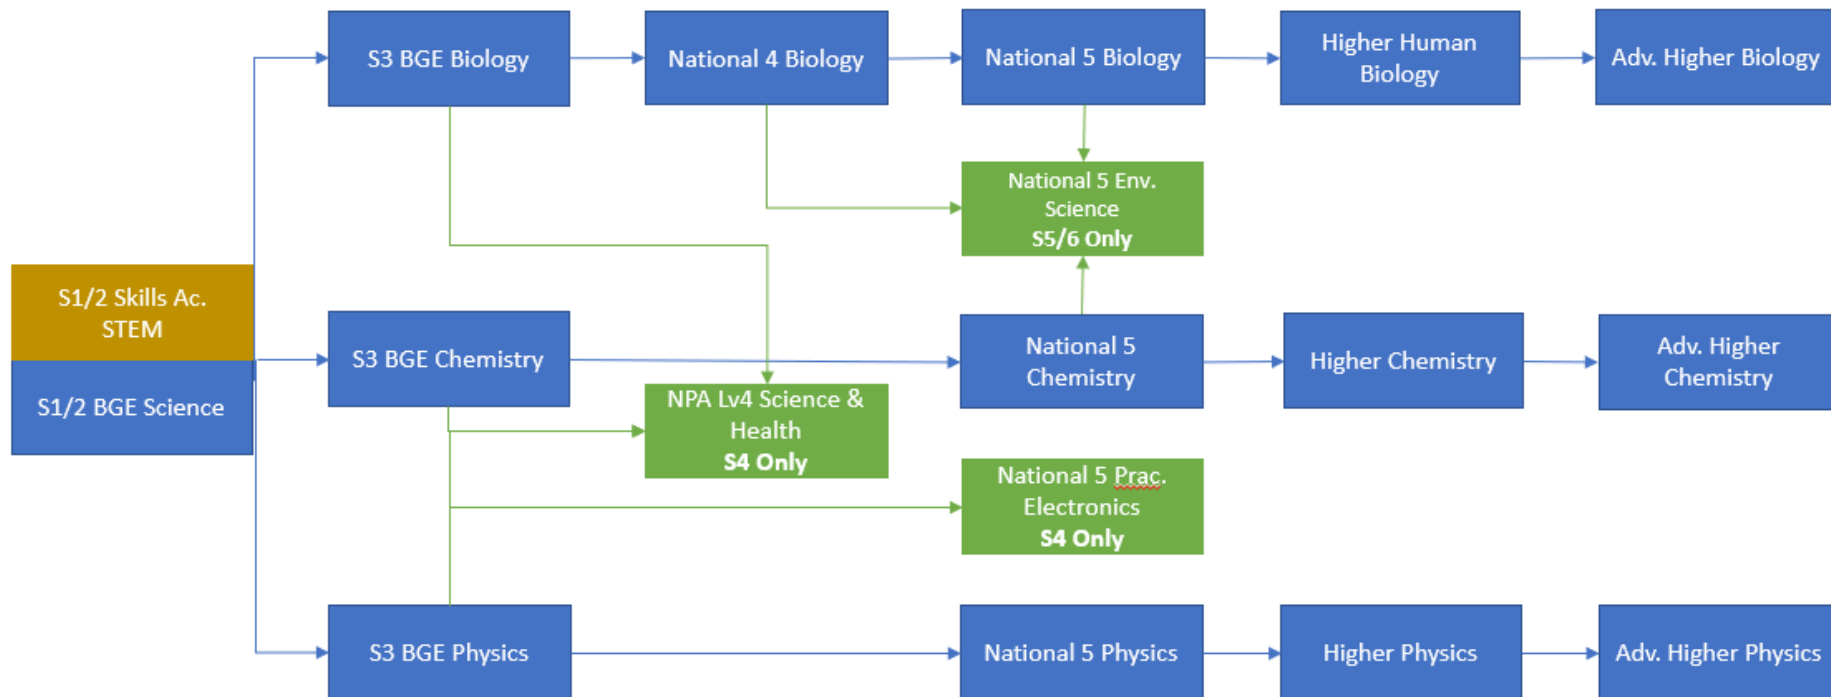 S3 BGE Biology
National 4 Biology
National 5 Biology
Higher Human
Biology
Adv. Higher Biology
National 5 Env.
Science
S5/6 Only
S1/2 Skills Ac.
STEM
S1/2 BGE Science
S3 BGE Chemistry
National 5
Chemistry
Higher Chemistry
Adv. Higher
Chemistry
NPA Lv4 Science &
Health
S4 Only
National 5 Prac.
Electronics
S4 Only
S3 BGE Physics
National 5 Physics
Higher Physics
Adv. Higher Physics